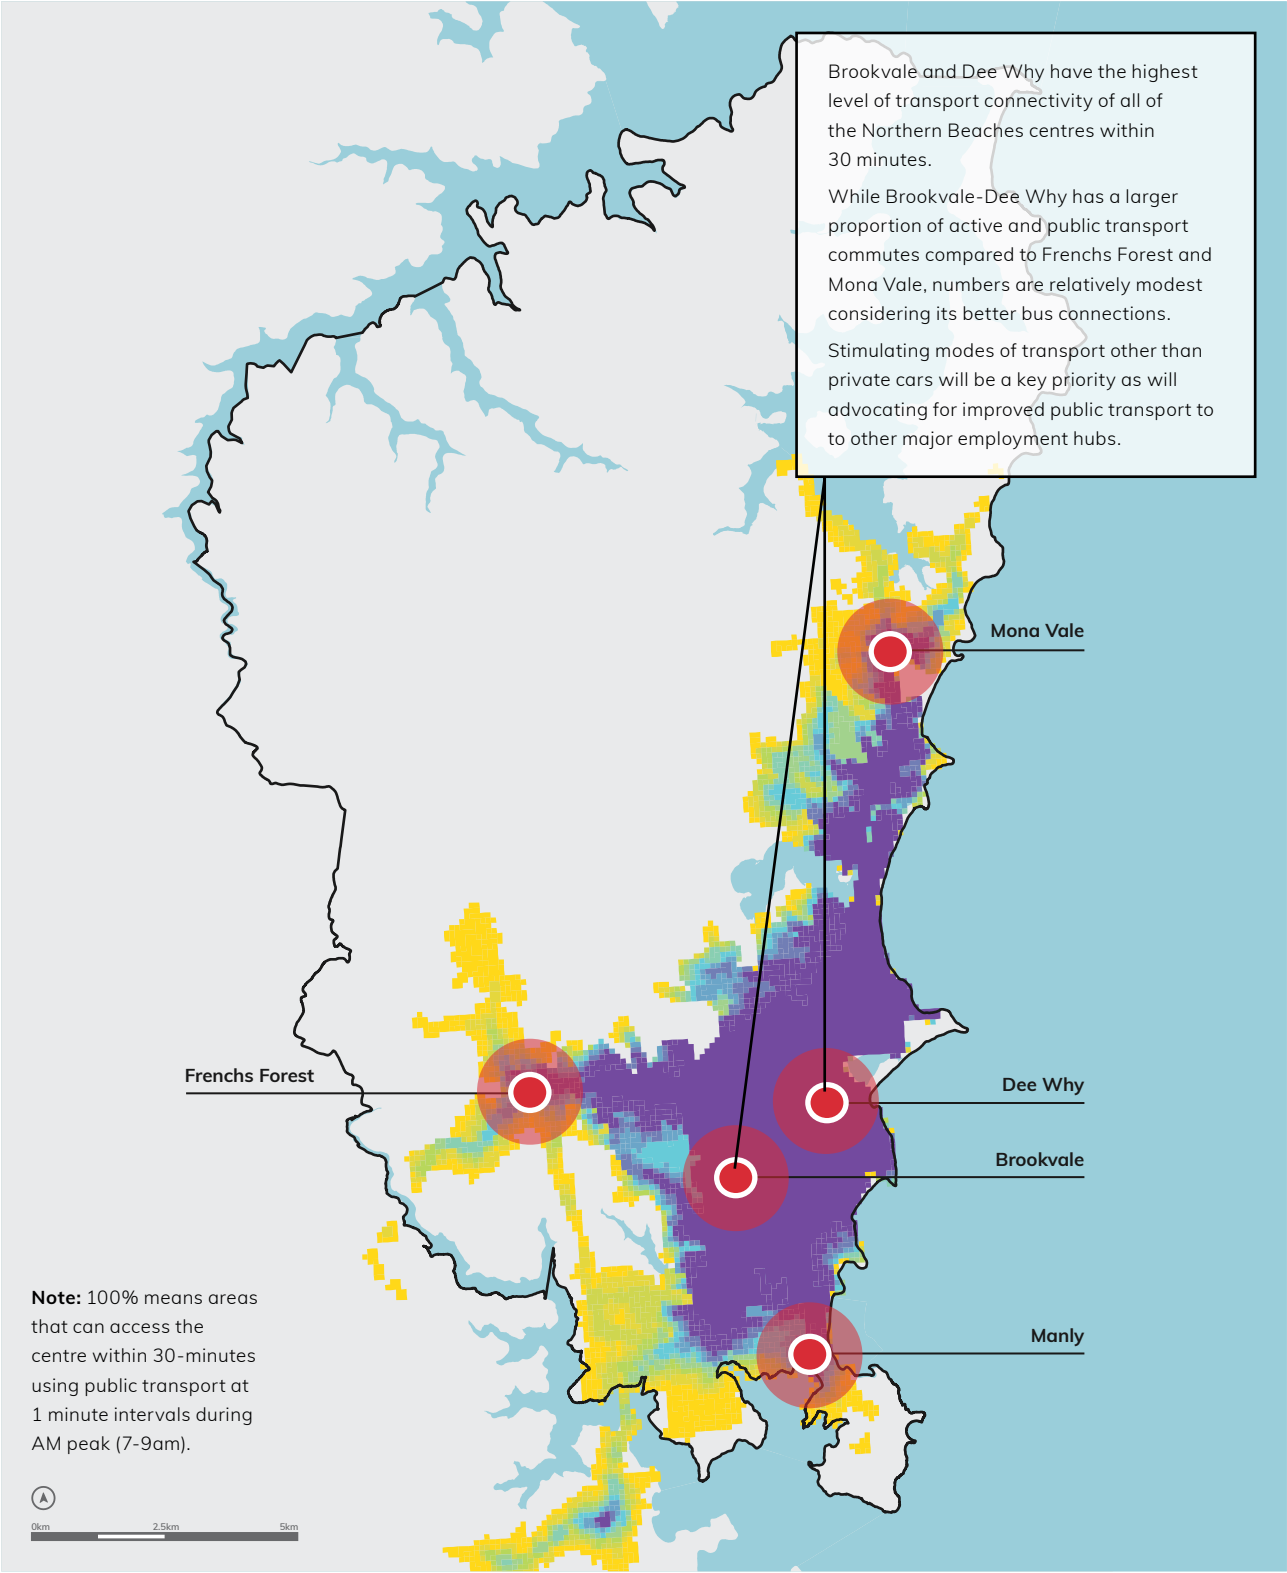 Brookvale and Dee Why have the highest
level of transport connectivity of all of
the Northern Beaches centres within
30 minutes.
While Brookvale-Dee Why has a larger
proportion of active and public transport
commutes compared to Frenchs Forest and
Mona Vale, numbers are relatively modest
considering its better bus connections.
Stimulating modes of transport other than
private cars will be a key priority as will
advocating for improved public transport to
to other major employment hubs.
Mona Vale
Frenchs Forest
Dee Why
Brookvale
Manly
Note: 100% means areas
that can access the
centre within 30-minutes
using public transport at
1 minute intervals during
AM peak (7-9am).
0km 2.5km 5km